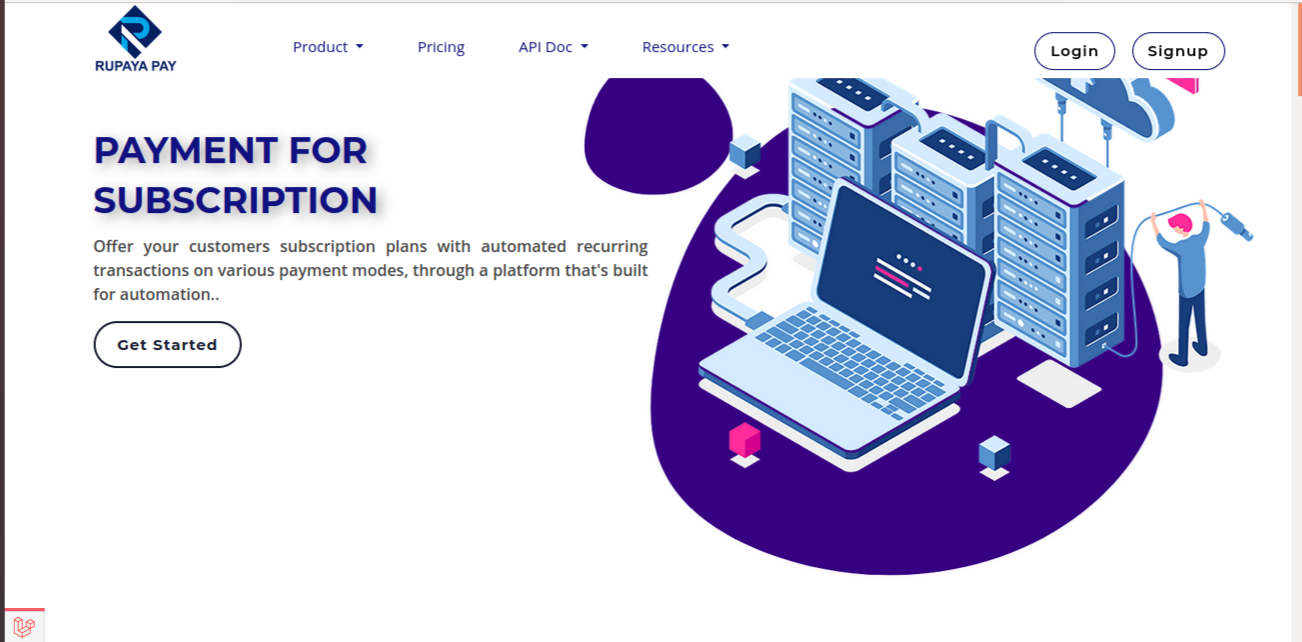 RUPAYA PAY
Product
Pricing
API Doc
Resources
Login
Signup
PAYMENT FOR
SUBSCRIPTION
Offer your customers subscription plans with automated recurring
transactions on various payment modes, through a platform that's built
for automation..
Get Started